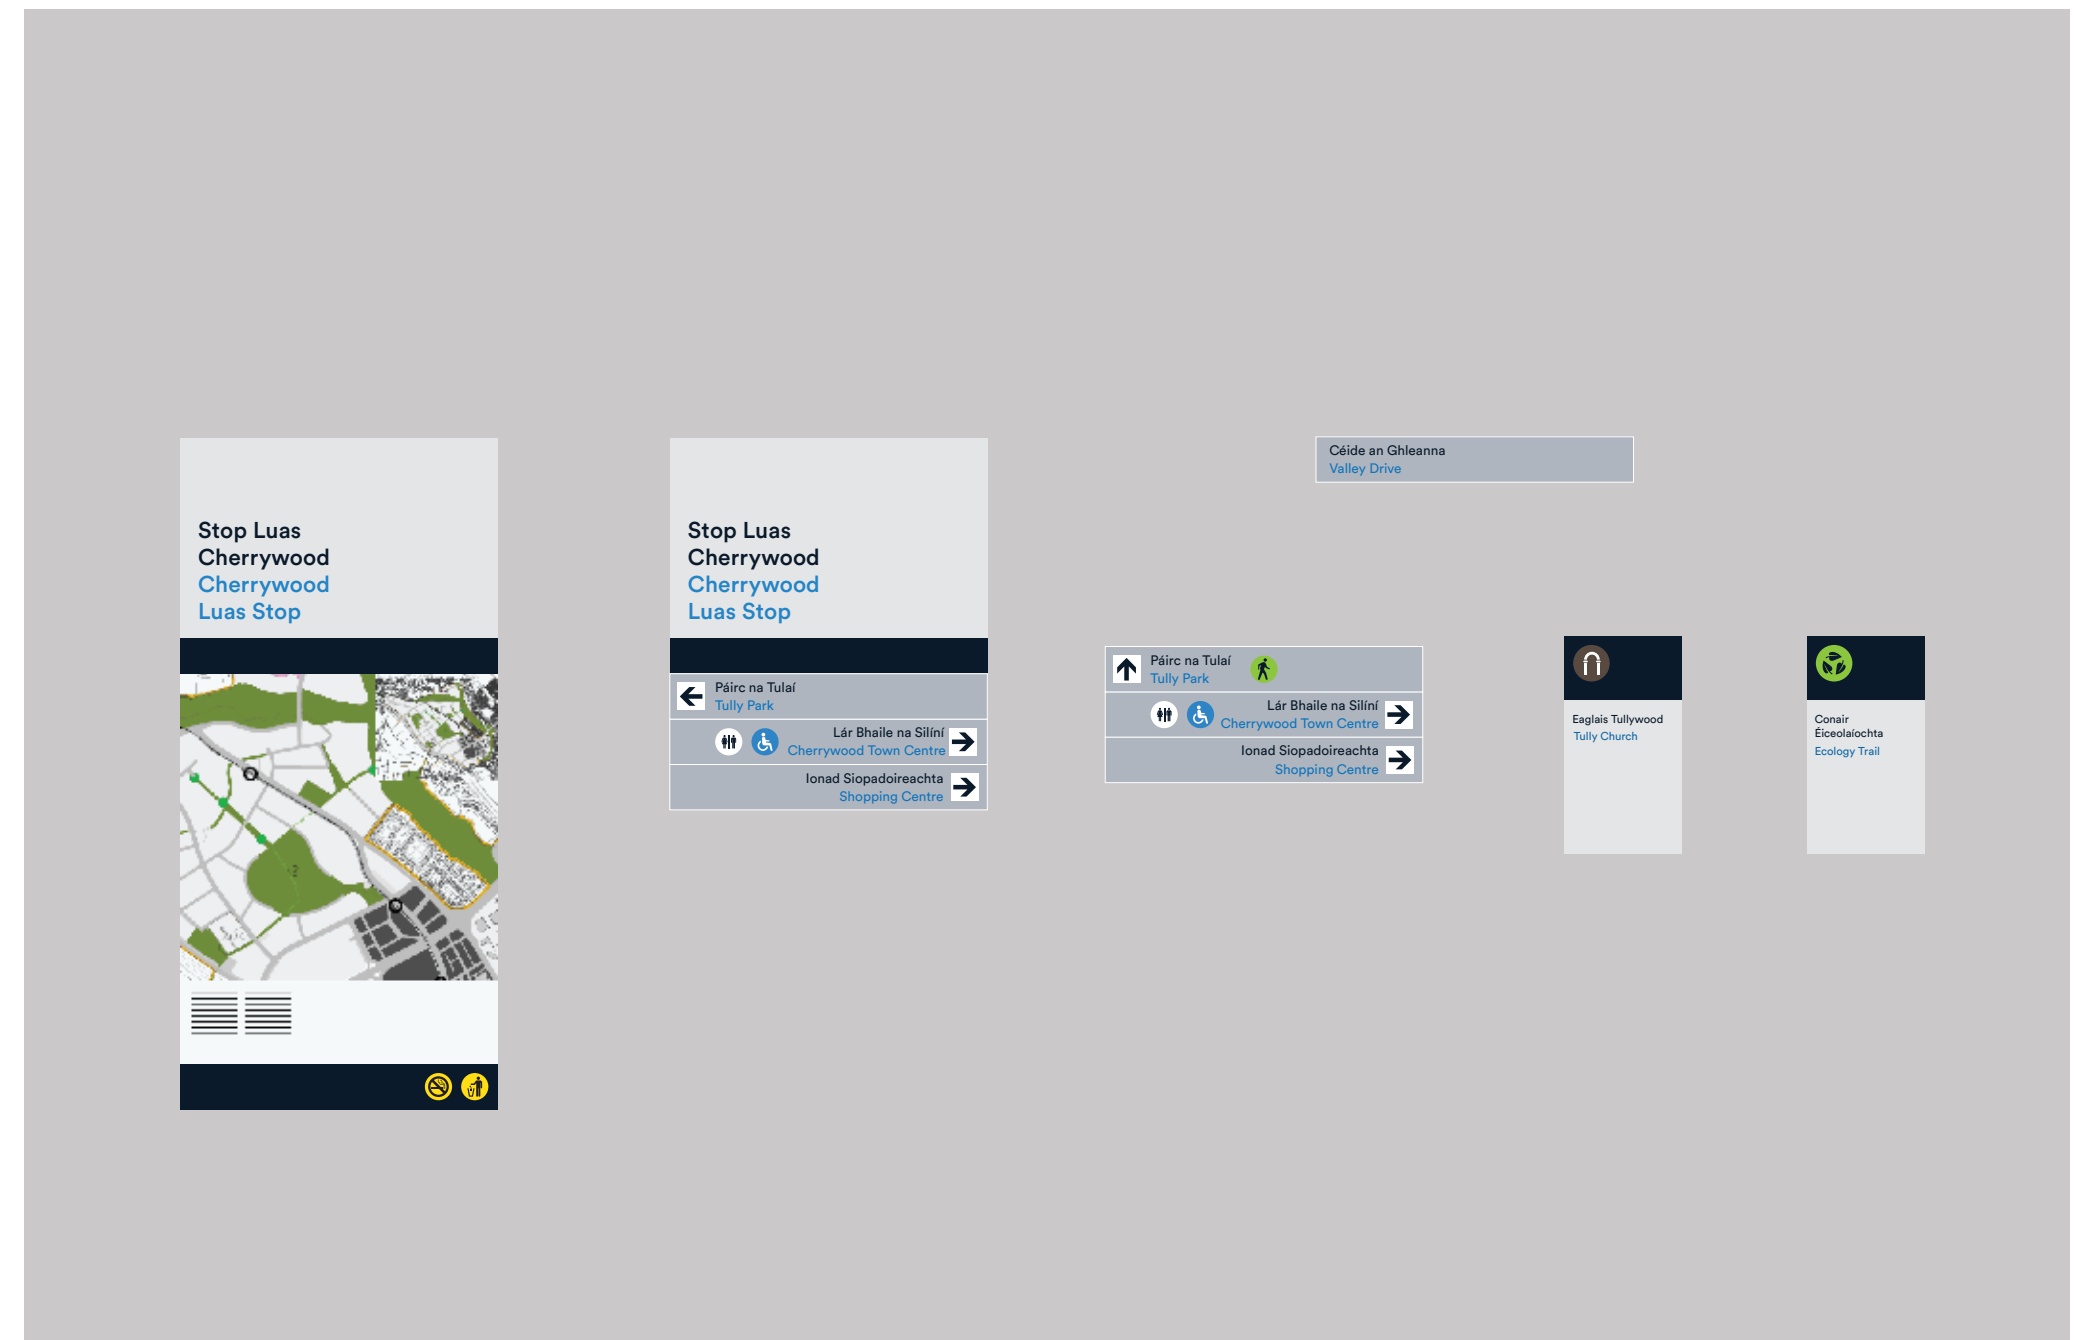 Stop Luas
Cherrywood
Cherrywood
Luas Stop
Stop Luas
Cherrywood
Cherrywood
Luas Stop
Páirc na Tulaí
Tully Park
Lár Bhaile na Silíní
Cherrywood Town Centre
Ionad Siopadoireachta
Shopping Centre
Céide an Ghleanna
Valley Drive
Páirc na Tulaí
Tully Park
Lár Bhaile na Silíní
Cherrywood Town Centre
Ionad Siopadoireachta
Shopping Centre
Eaglais Tullywood
Tully Church
Conair
Éiceolaíochta
Ecology Trail